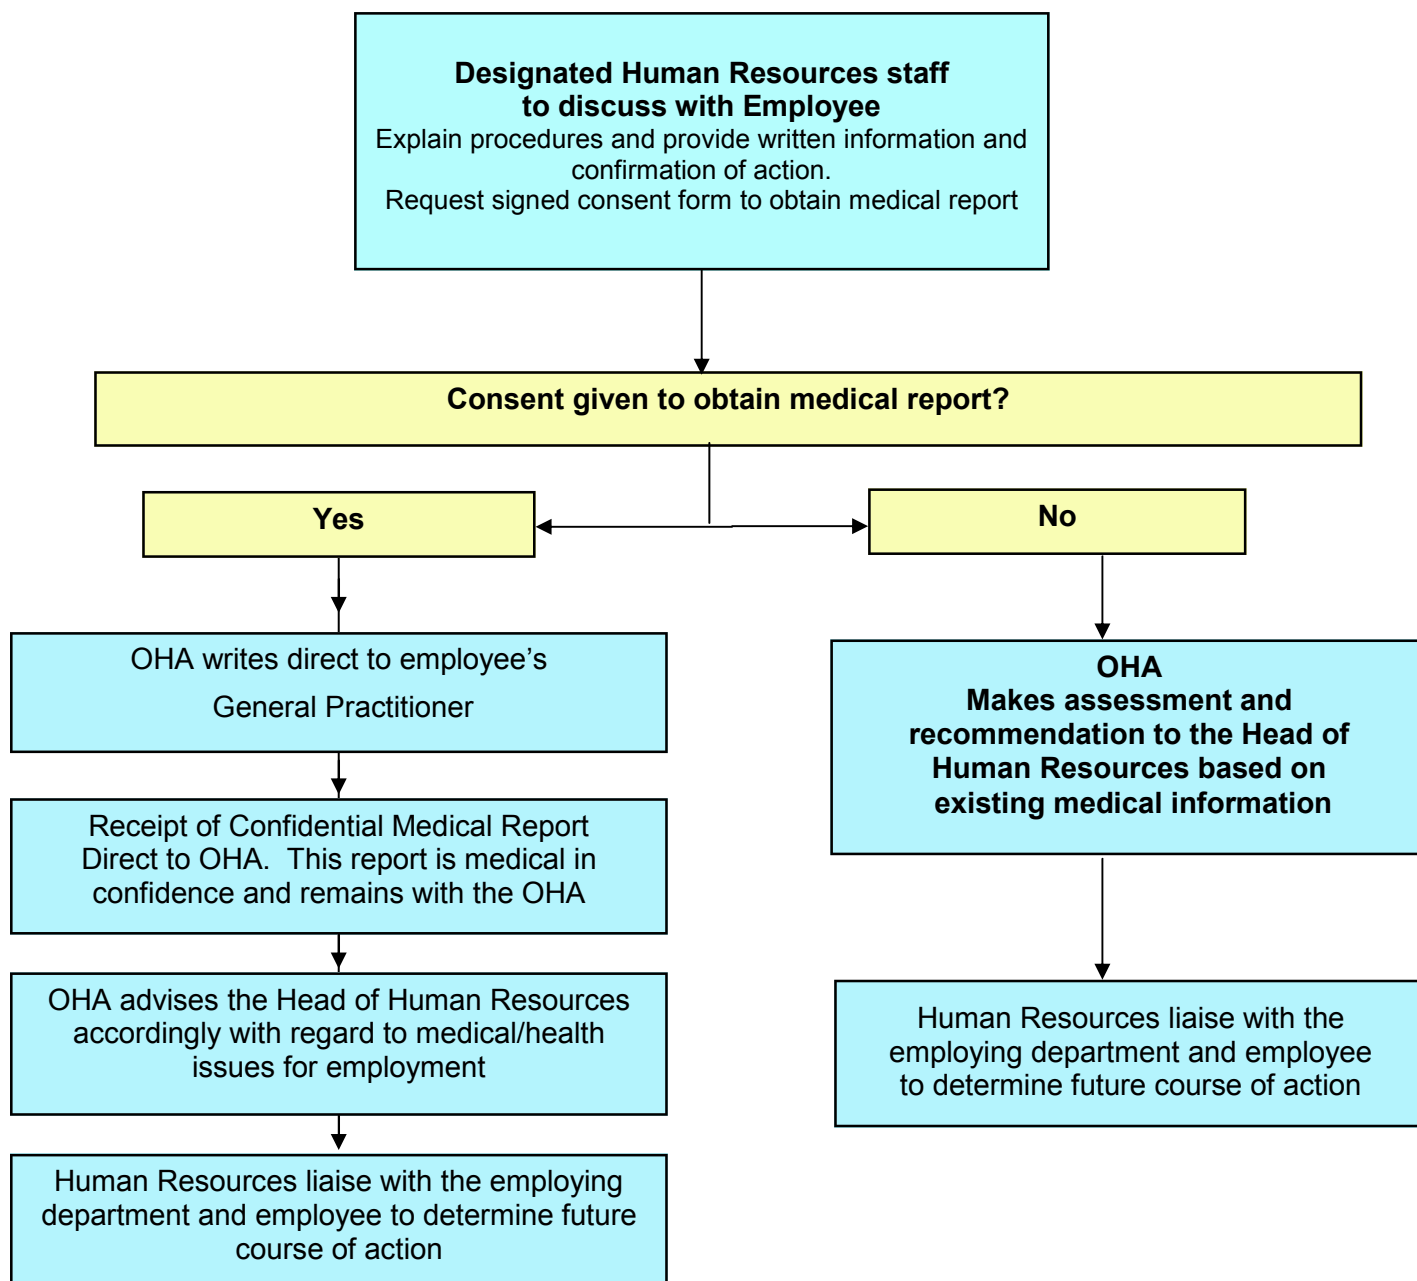 Designated Human Resources staff
to discuss with Employee
Explain procedures and provide written information and
confirmation of action.
Request signed consent form to obtain medical report
Consent given to obtain medical report?
Yes
No
OHA writes direct to employee’s
General Practitioner
Receipt of Confidential Medical Report
Direct to OHA.  This report is medical in
confidence and remains with the OHA
OHA advises the Head of Human Resources
accordingly with regard to medical/health
issues for employment
Human Resources liaise with the employing
department and employee to determine future
course of action
OHA
Makes assessment and
recommendation to the Head of
Human Resources based on
existing medical information
Human Resources liaise with the
employing department and employee
to determine future course of action